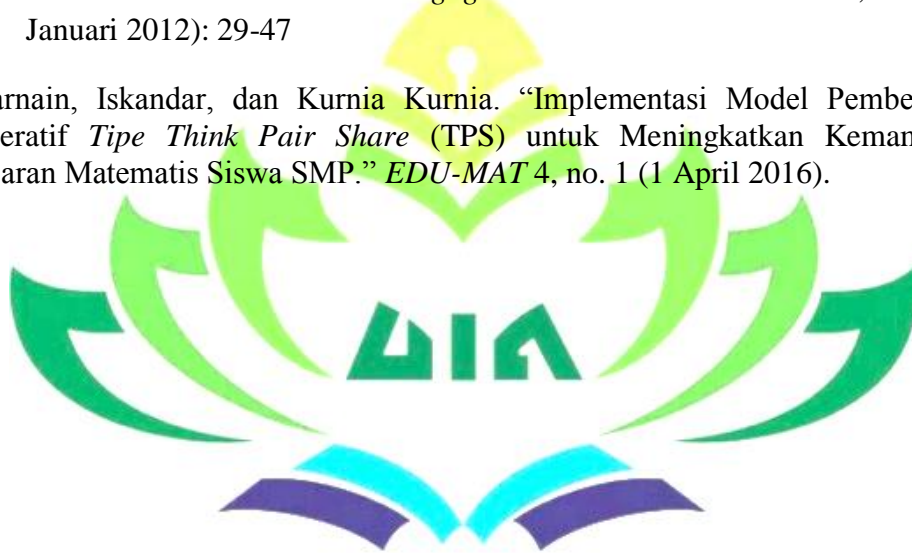 Januari 2012): 29-47
arnain, Iskandar, dan Kurnia Kurnia. “Implementasi Model Pembe
eratif Tipe Think Pair Share (TPS) untuk Meningkatkan Keman
aran Matematis Siswa SMP.” EDU-MAT 4, no. 1 (1 April 2016).
UIN